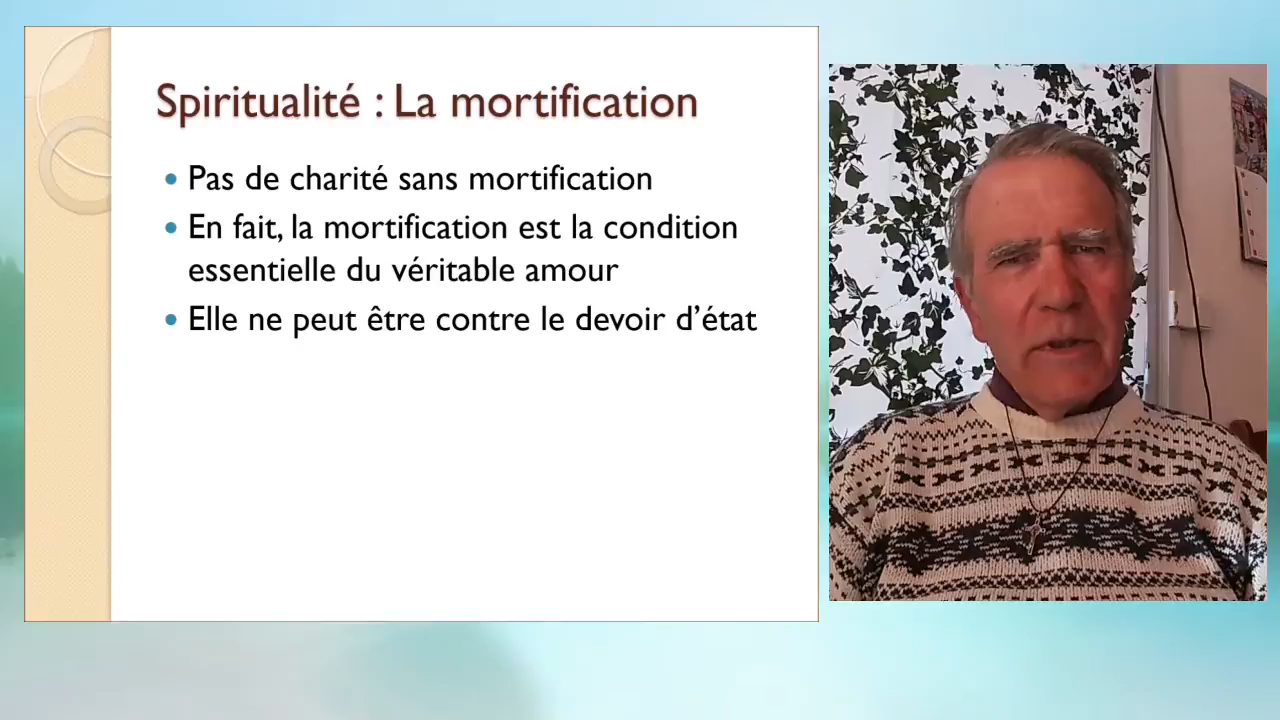 Spiritualité : La mortification
• Pas de charité sans mortification
• En fait, la mortification est la condition
essentielle du véritable amour
• Elle ne peut être contre le devoir d’état